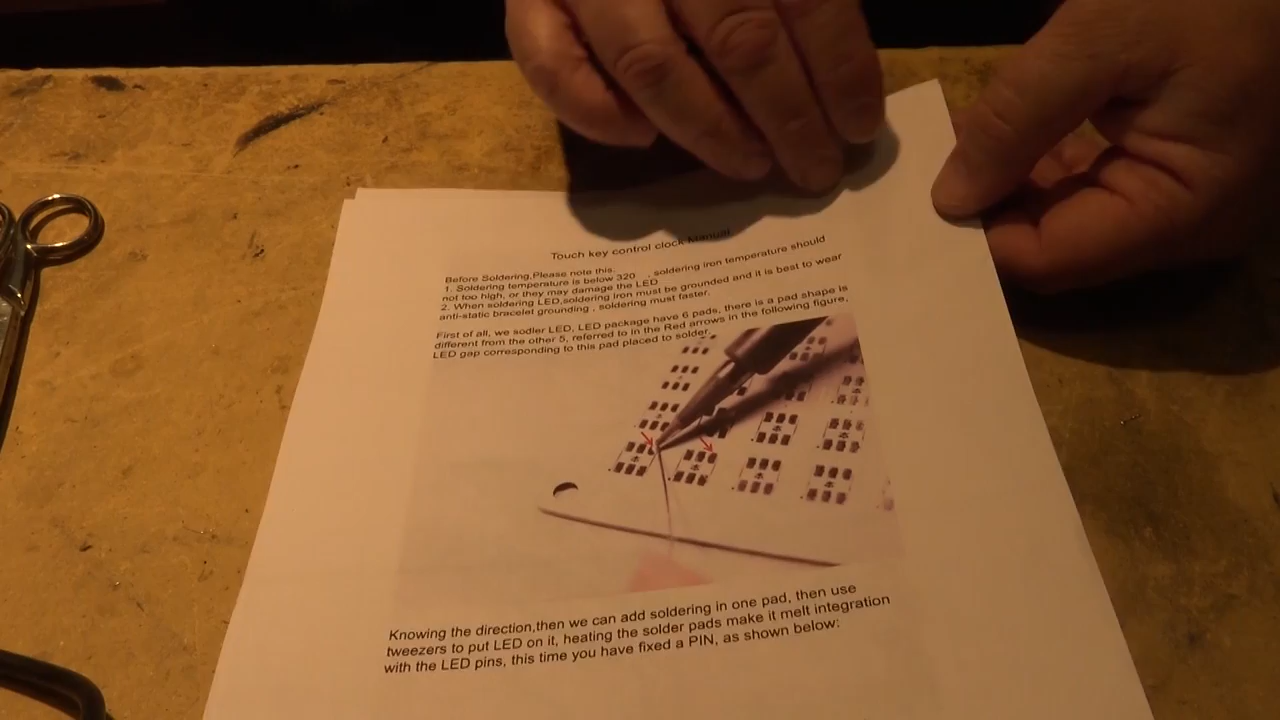 Touch key control clock Manual
Before Soldering,Please note this.
1. Soldering temperature is below 320 , soldering iron temperature should
not too high, or they may damage the LED
2. When soldering LED,soldering iron must be grounded and it is best to wear
anti-static bracelet grounding , soldering must faster.
First of all, we sodler LED, LED package have 6 pads, there is a pad shape is
different from the other 5, referred to in the Red arrows in the following figure,
LED gap corresponding to this pad placed to solder.
Knowing the direction,then we can add soldering in one pad, then use
tweezers to put LED on it, heating the solder pads make it melt integration
with the LED pins, this time you have fixed a PIN, as shown below: